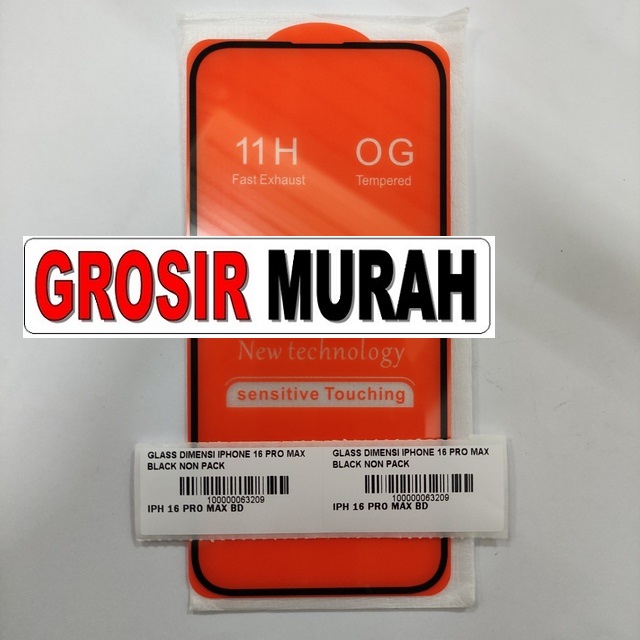 11H
Fast Exhaust
OG
Tempered
GROSIR MURAH
New technology
sensitive Touching
GLASS DIMENSI IPHONE 16 PRO MAX
BLACK NON PACK
100000063209
IPH 16 PRO MAX BD
GLASS DIMENSI IPHONE 16 PRO MAX
BLACK NON PACK
100000063209
IPH 16 PRO MAX BD